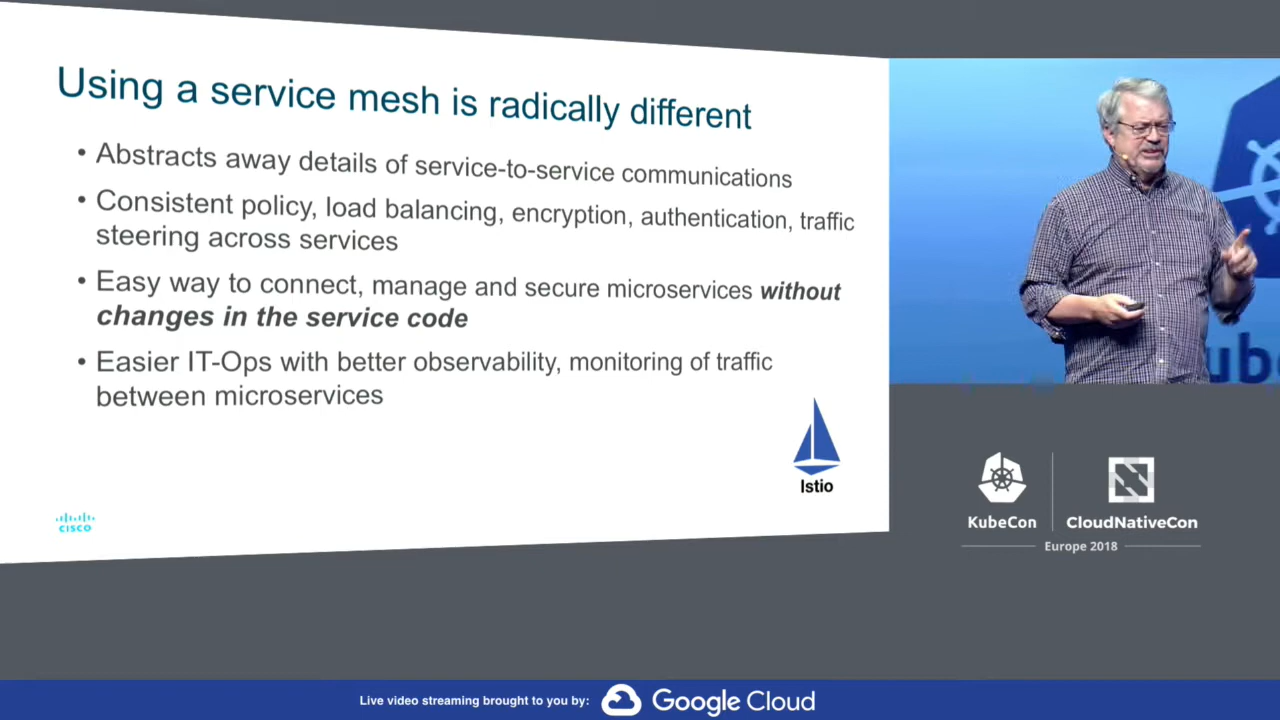 Using a service mesh is radically different
• Abstracts away details of service-to-service communications
• Consistent policy, load balancing, encryption, authentication, traffic
steering across services
• Easy way to connect, manage and secure microservices without
changes in the service code
• Easier IT-Ops with better observability, monitoring of traffic
between microservices
Istio
CISCO
ube
KubeCon
CloudNativeCon
Europe 2018
Live video streaming brought to you by:
Google Cloud